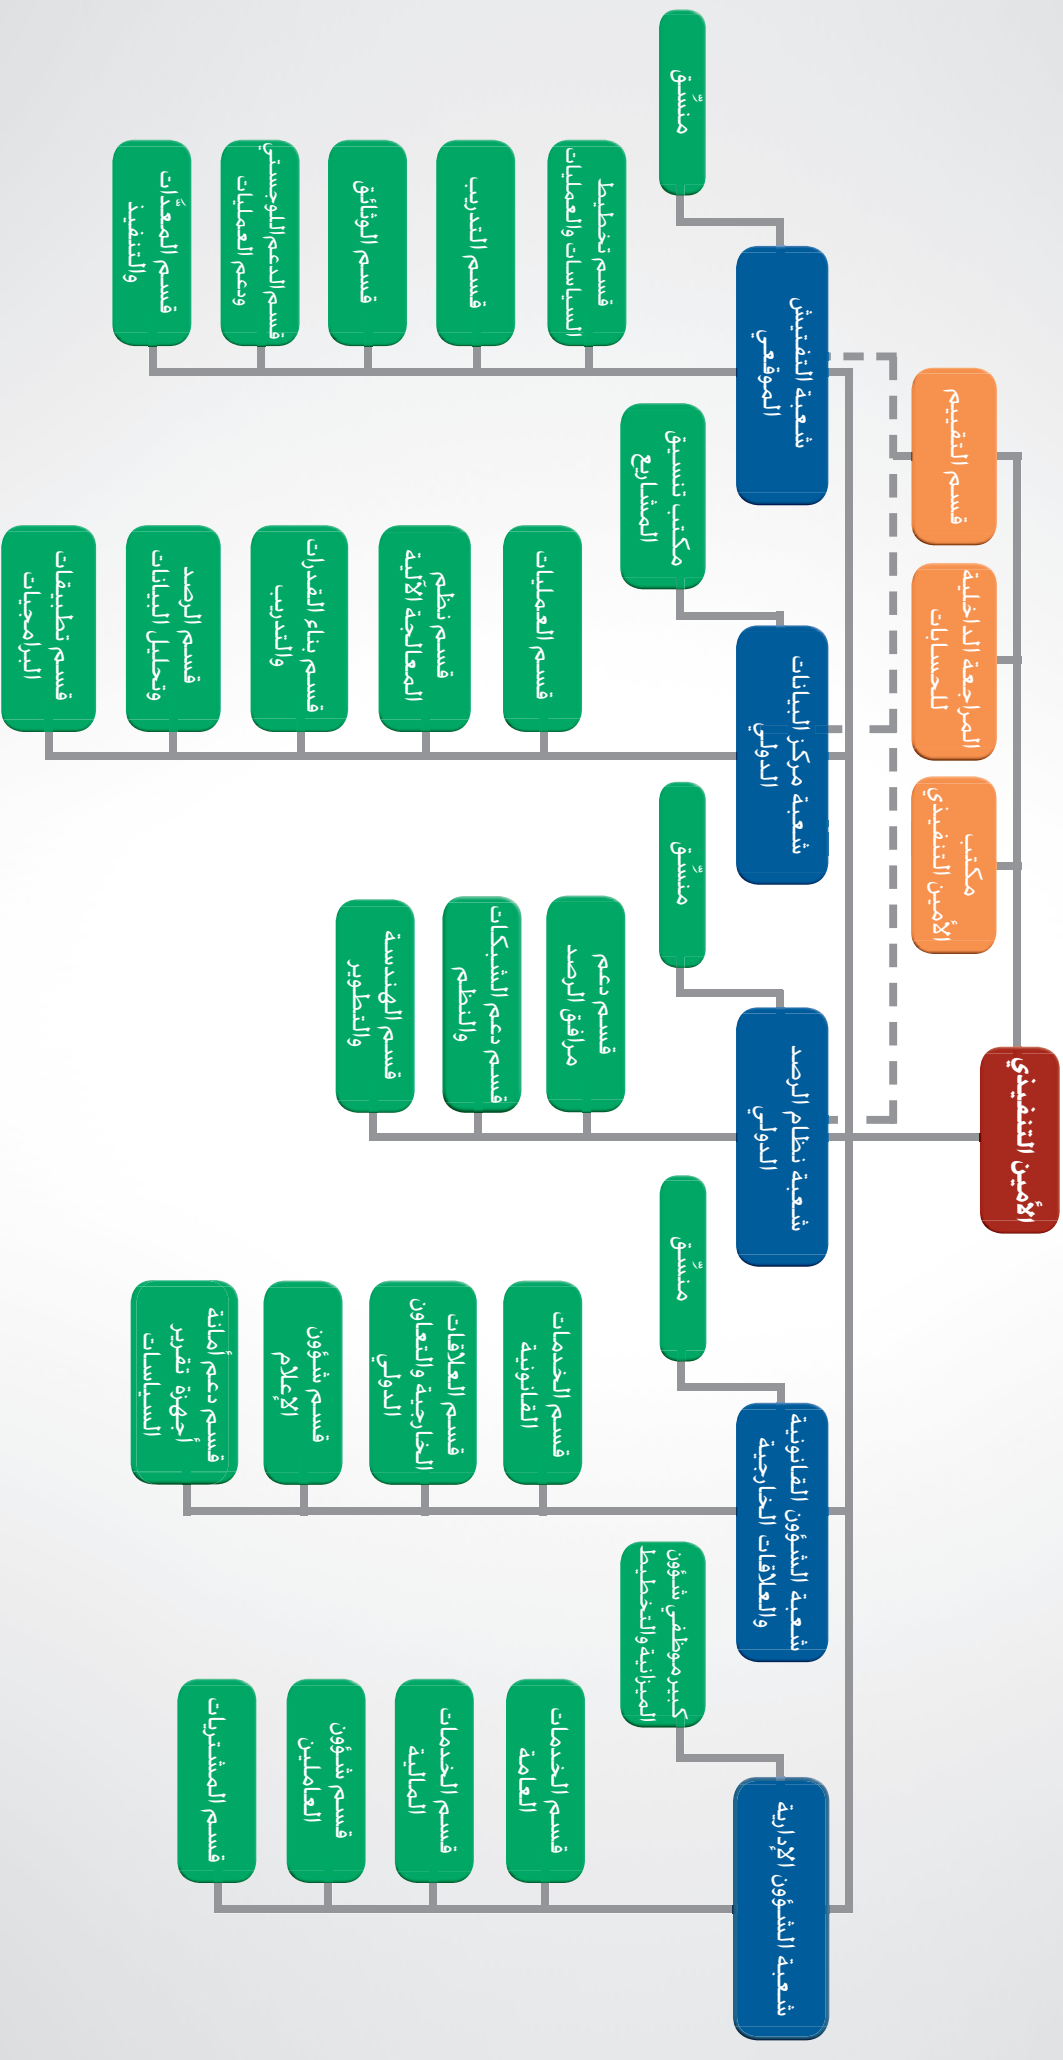 الأمين التنفيذي
مكتب
الأمين التنفيذي
المراجعة الداخلية
للحسابات
قسم التقييم
شعبة الشؤون الإدارية
كبير موظفي شؤون
الميزانية والتخطيط
قسم الخدمات
العامة
قسم الخدمات
المالية
قسم شؤون
العاملين
قسم المشتريات
شعبة الشؤون القانونية
والعلاقات الخارجية
منسّق
قسم الخدمات
القانونية
قسم العلاقات
الخارجية والتعاون
الدولي
قسم شؤون
الإعلام
قسم دعم أمانة
أجهزة تقرير
السياسات
شعبة نظام الرصد
الدولي
منسّق
قسم دعم
مرافق الرصد
قسم دعم الشبكات
والنظم
قسم الهندسة
والتطوير
شعبة مركز البيانات
الدولي
مكتب تنسيق
المشاريع
قسم العمليات
قسم نظم
المعالجة الآلية
قسم بناء القدرات
والتدريب
قسم الرصد
وتحليل البيانات
قسم تطبيقات
البرامجيات
شعبة التفتيش
الموقعي
منسّق
قسم تخطيط
السياسات والعمليات
قسم التدريب
قسم الوثائق
قسم الدعم اللوجستي
ودعم العمليات
قسم المعدّات
والتنفيذ